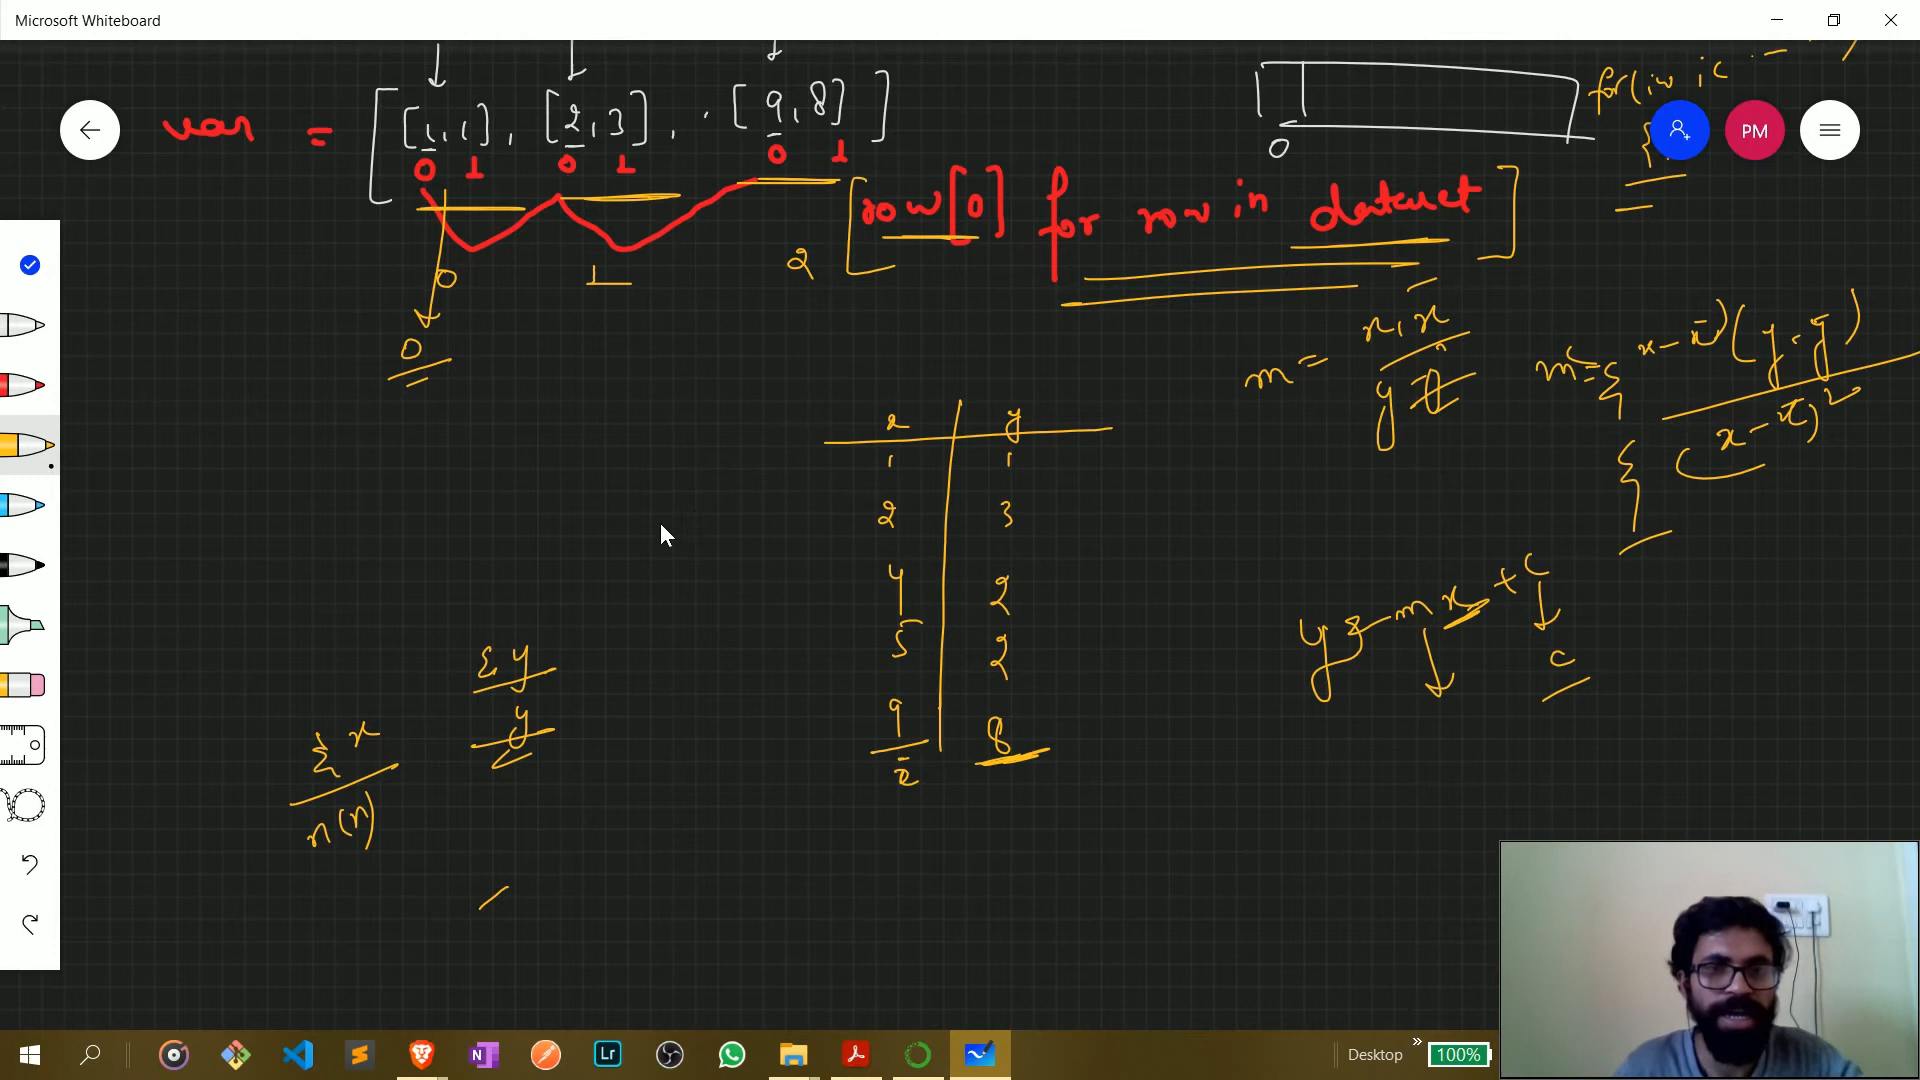 Microsoft Whiteboard
PM
for(
var = [[1,1], [2,3], . [9,8]]
0 1 0 1 0 1
0
[row[0] for row in dataset]
0 1 2
0
m = x, x̄
y
m = Σ x - x̄)(y - ȳ)
Σ (x - x̄)²
x y
1 1
2 3
4 2
5 2
9 8
x̄
y = mx + c
c
Σy
y
Σx
n(n)
Lr
Desktop
100%